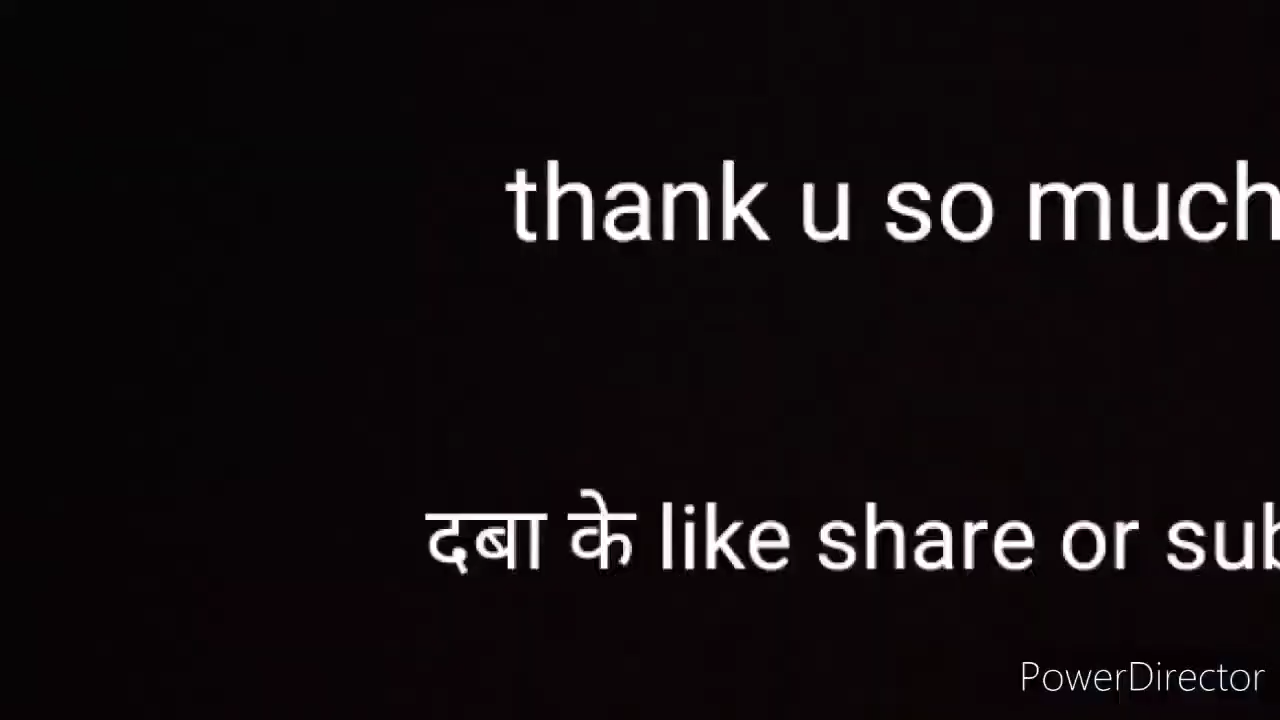 thank u so much
दबा के like share or sub
PowerDirector